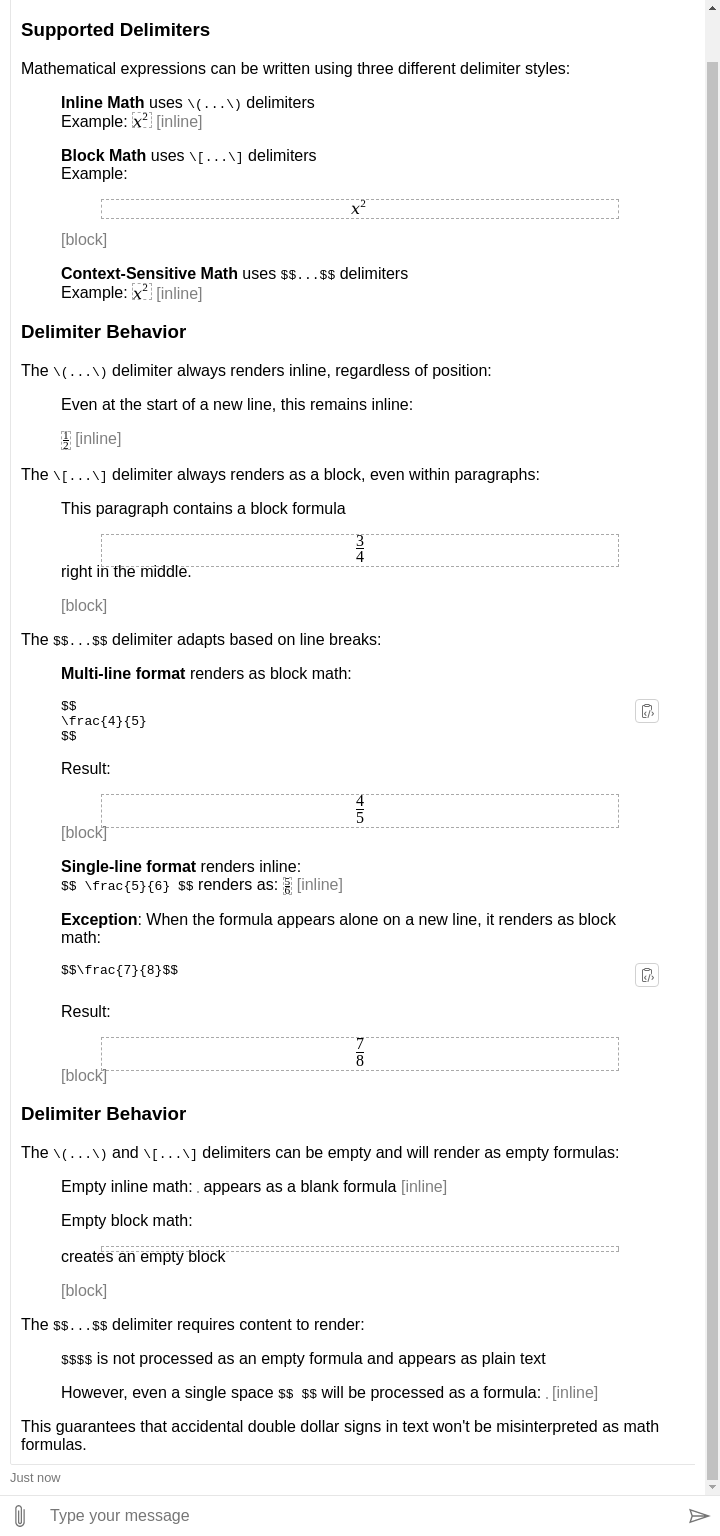 Supported Delimiters
Mathematical expressions can be written using three different delimiter styles:
Inline Math uses \(...\) delimiters
Example: x² [inline]
Block Math uses \[...\] delimiters
Example:
x²
[block]
Context-Sensitive Math uses $$...$$ delimiters
Example: x² [inline]
Delimiter Behavior
The \(...\) delimiter always renders inline, regardless of position:
Even at the start of a new line, this remains inline:
1/2 [inline]
The \[...\] delimiter always renders as a block, even within paragraphs:
This paragraph contains a block formula
3/4
right in the middle.
[block]
The $$...$$ delimiter adapts based on line breaks:
Multi-line format renders as block math:
$$
\frac{4}{5}
$$
Result:
4/5
[block]
Single-line format renders inline:
$$ \frac{5}{6} $$ renders as: 5/6 [inline]
Exception: When the formula appears alone on a new line, it renders as block
math:
$$\frac{7}{8}$$
Result:
7/8
[block]
Delimiter Behavior
The \(...\) and \[...\] delimiters can be empty and will render as empty formulas:
Empty inline math: appears as a blank formula [inline]
Empty block math:
creates an empty block
[block]
The $$...$$ delimiter requires content to render:
$$$$ is not processed as an empty formula and appears as plain text
However, even a single space $$ $$ will be processed as a formula: [inline]
This guarantees that accidental double dollar signs in text won't be misinterpreted as math
formulas.
Just now
Type your message